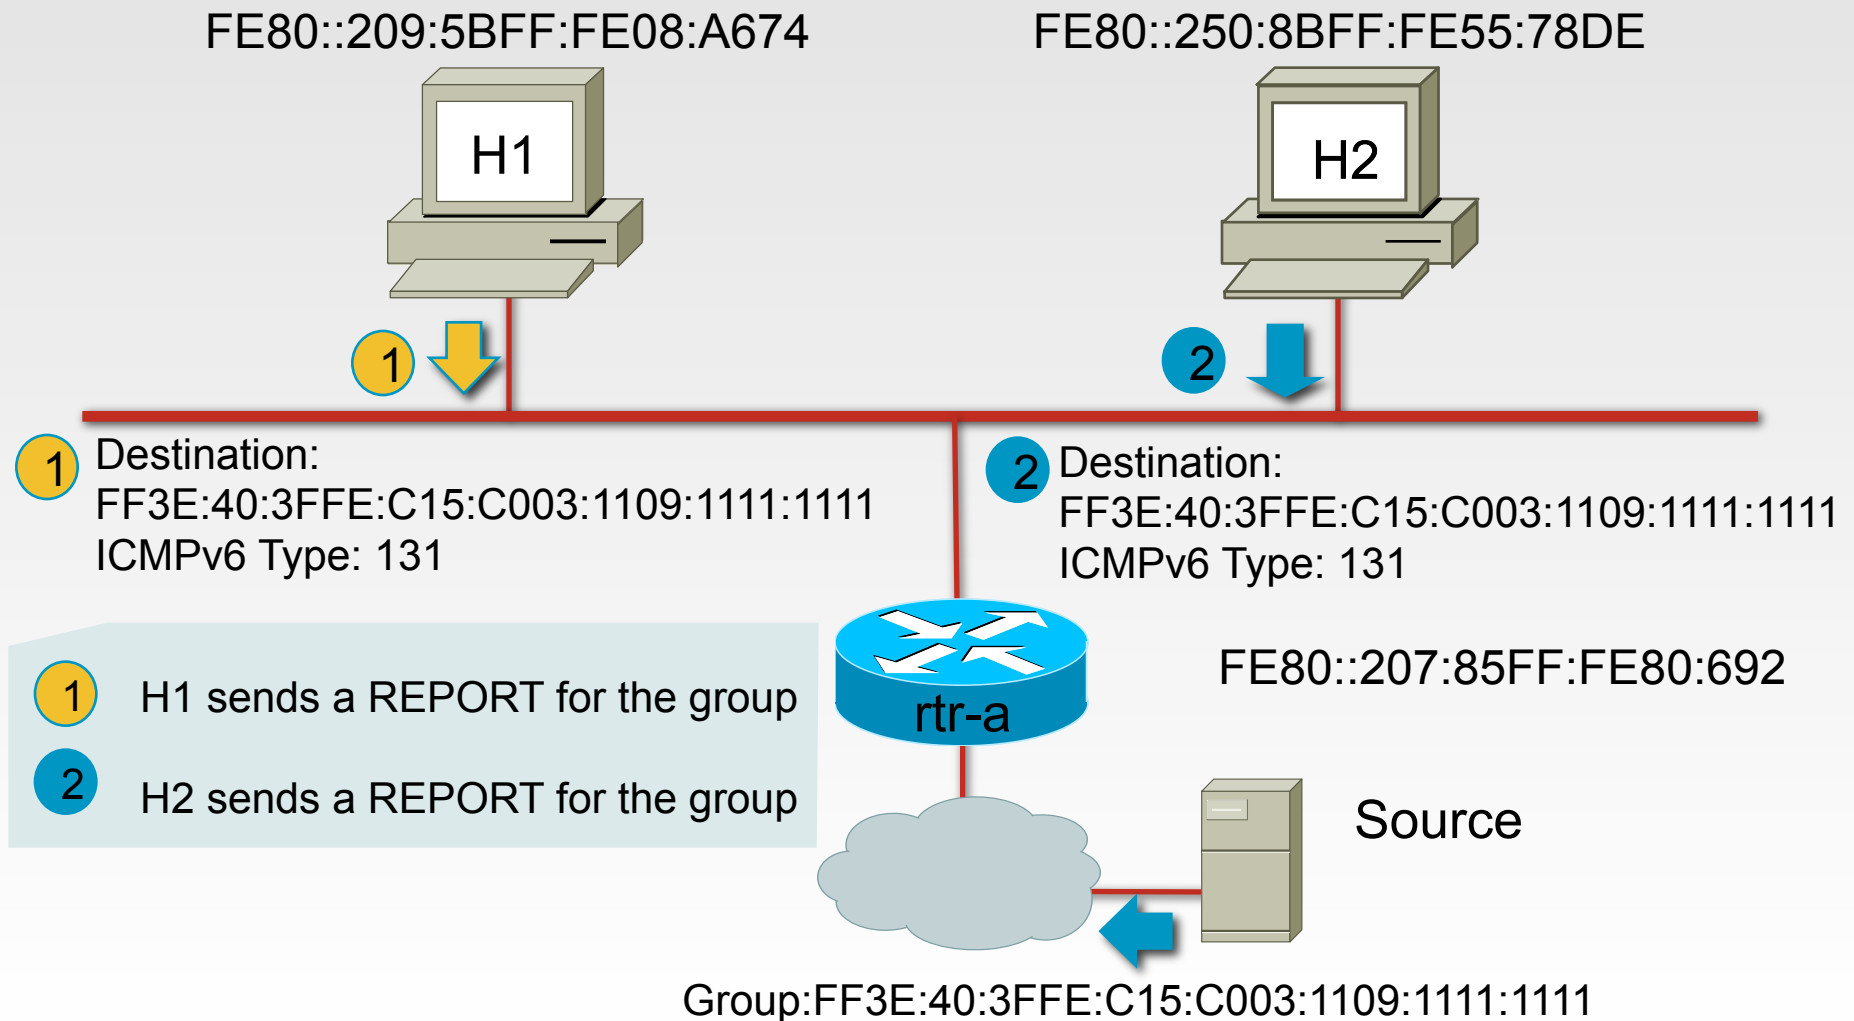 FE80::209:5BFF:FE08:A674
FE80::250:8BFF:FE55:78DE
H1
H2
1
2
1 Destination:
FF3E:40:3FFE:C15:C003:1109:1111:1111
ICMPv6 Type: 131
2 Destination:
FF3E:40:3FFE:C15:C003:1109:1111:1111
ICMPv6 Type: 131
1 H1 sends a REPORT for the group
2 H2 sends a REPORT for the group
rtr-a
FE80::207:85FF:FE80:692
Source
Group:FF3E:40:3FFE:C15:C003:1109:1111:1111